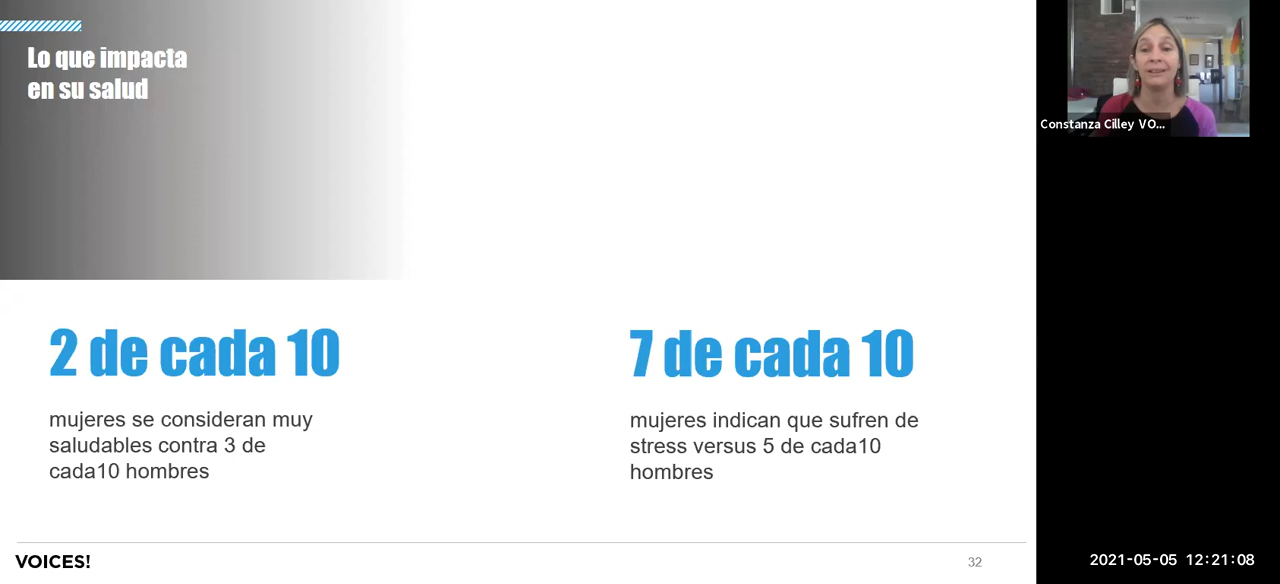 Lo que impacta
en su salud
2 de cada 10
mujeres se consideran muy
saludables contra 3 de
cada10 hombres
7 de cada 10
mujeres indican que sufren de
stress versus 5 de cada10
hombres
VOICES!
32
Constanza Cilley VO...
2021-05-05 12:21:08